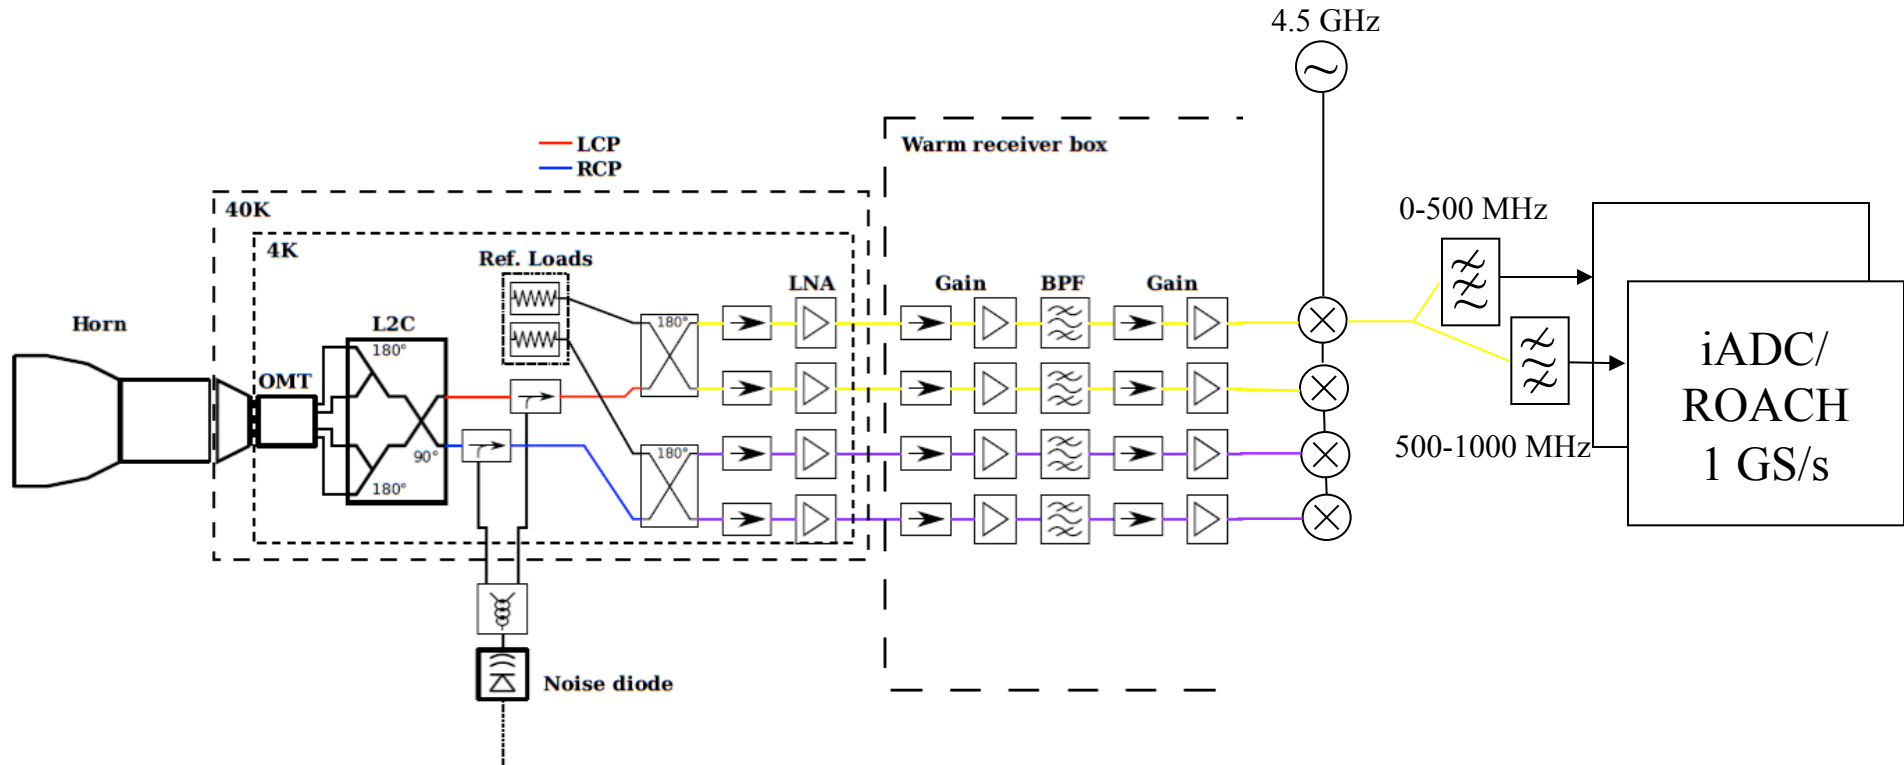 4.5 GHz
LCP
RCP
Warm receiver box
40K
4K
0-500 MHz
Ref. Loads
LNA
Gain
BPF
Gain
Horn
L2C
180°
180°
OMT
90°
180°
180°
iADC/
ROACH
1 GS/s
500-1000 MHz
Noise diode